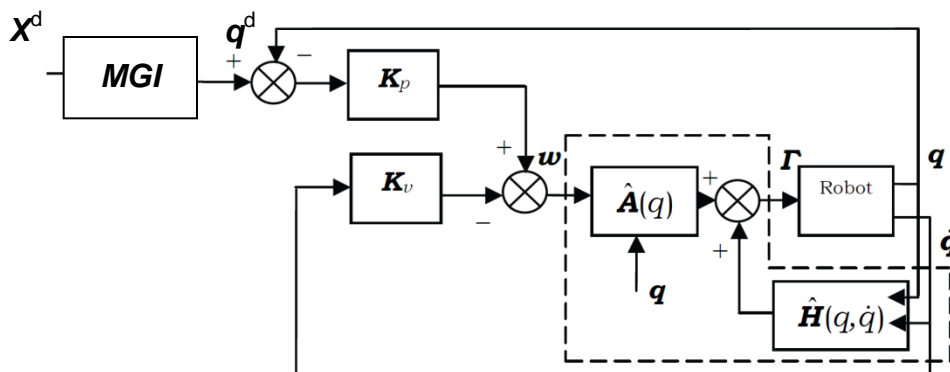 X^d
q^d
MGI
+
−
K_p
+
w
K_v
−
Â(q)
q
+
+
Γ
Robot
q
q̇
Ĥ(q,q̇)